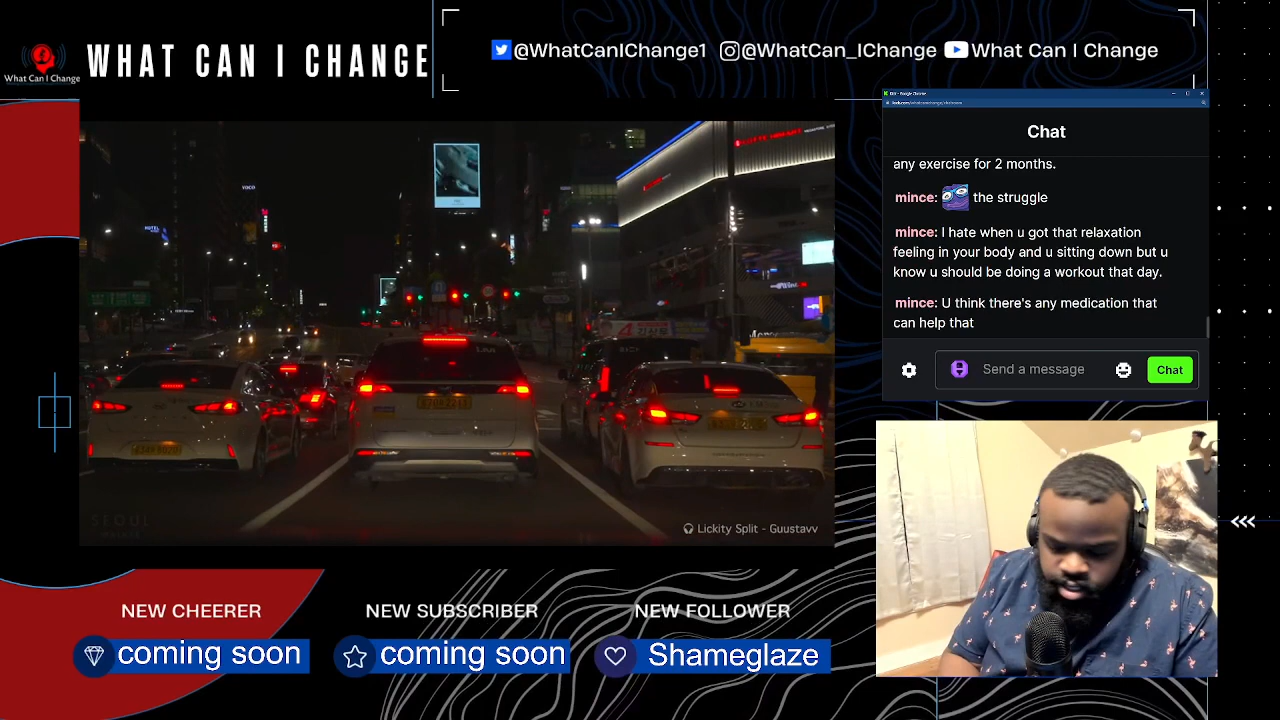 What Can I Change
WHAT CAN I CHANGE
@WhatCanIChange1
@WhatCan_IChange
What Can I Change
Chat
any exercise for 2 months.
mince: the struggle
mince: I hate when u got that relaxation
feeling in your body and u sitting down but u
know u should be doing a workout that day.
mince: U think there's any medication that
can help that
Send a message
Chat
HOTEL
SEOUL
Lickity Split - Guustavv
NEW CHEERER
NEW SUBSCRIBER
NEW FOLLOWER
coming soon
coming soon
Shameglaze